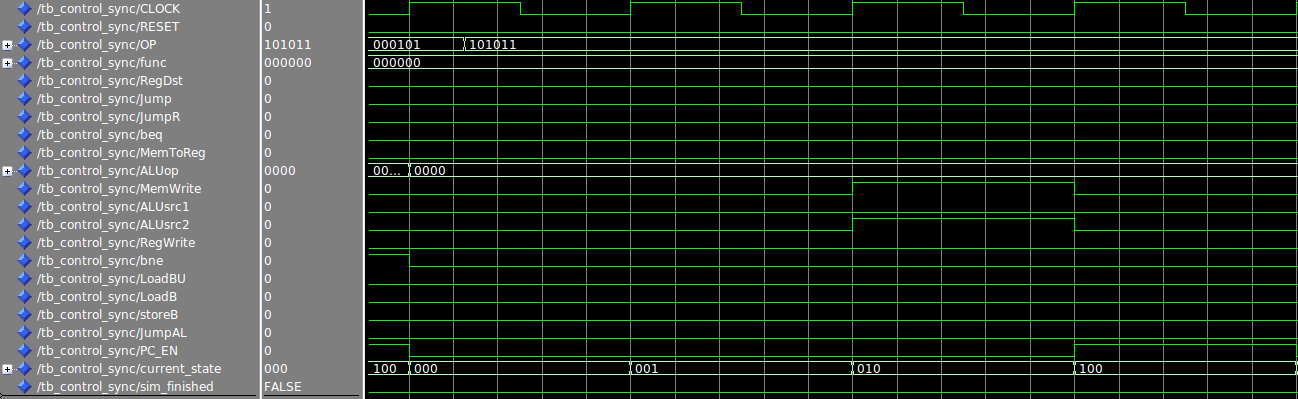 /tb_control_sync/CLOCK 1
/tb_control_sync/RESET 0
/tb_control_sync/OP 101011 000101 101011
/tb_control_sync/func 000000 000000
/tb_control_sync/RegDst 0
/tb_control_sync/Jump 0
/tb_control_sync/JumpR 0
/tb_control_sync/beq 0
/tb_control_sync/MemToReg 0
/tb_control_sync/ALUop 0000 00... 0000
/tb_control_sync/MemWrite 0
/tb_control_sync/ALUsrc1 0
/tb_control_sync/ALUsrc2 0
/tb_control_sync/RegWrite 0
/tb_control_sync/bne 0
/tb_control_sync/LoadBU 0
/tb_control_sync/LoadB 0
/tb_control_sync/storeB 0
/tb_control_sync/JumpAL 0
/tb_control_sync/PC_EN 0
/tb_control_sync/current_state 000 100 000 001 010 100
/tb_control_sync/sim_finished FALSE